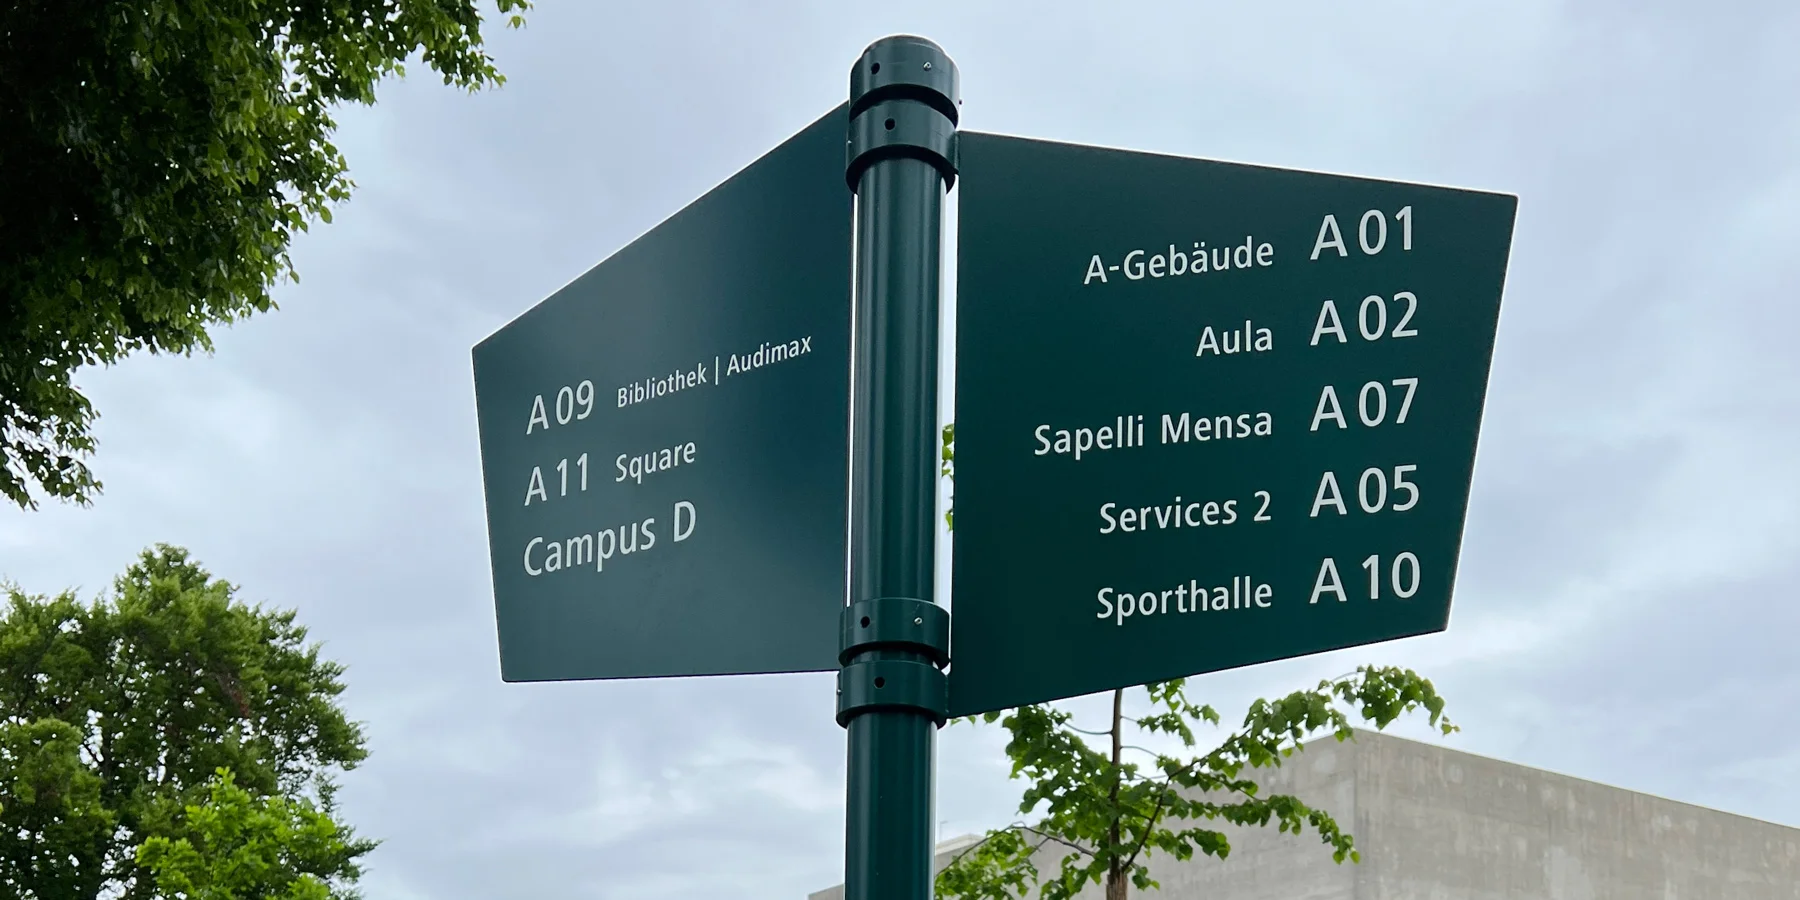 A09 Bibliothek | Audimax
A11 Square
Campus D
A-Gebäude A01
Aula A02
Sapelli Mensa A07
Services 2 A05
Sporthalle A10